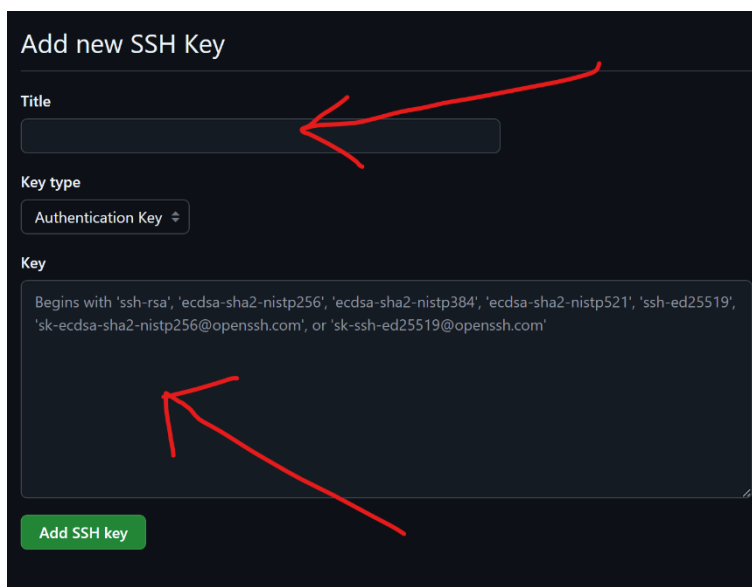 Add new SSH Key
Title
Key type
Authentication Key
Key
Begins with 'ssh-rsa', 'ecdsa-sha2-nistp256', 'ecdsa-sha2-nistp384', 'ecdsa-sha2-nistp521', 'ssh-ed25519',
'sk-ecdsa-sha2-nistp256@openssh.com', or 'sk-ssh-ed25519@openssh.com'
Add SSH key